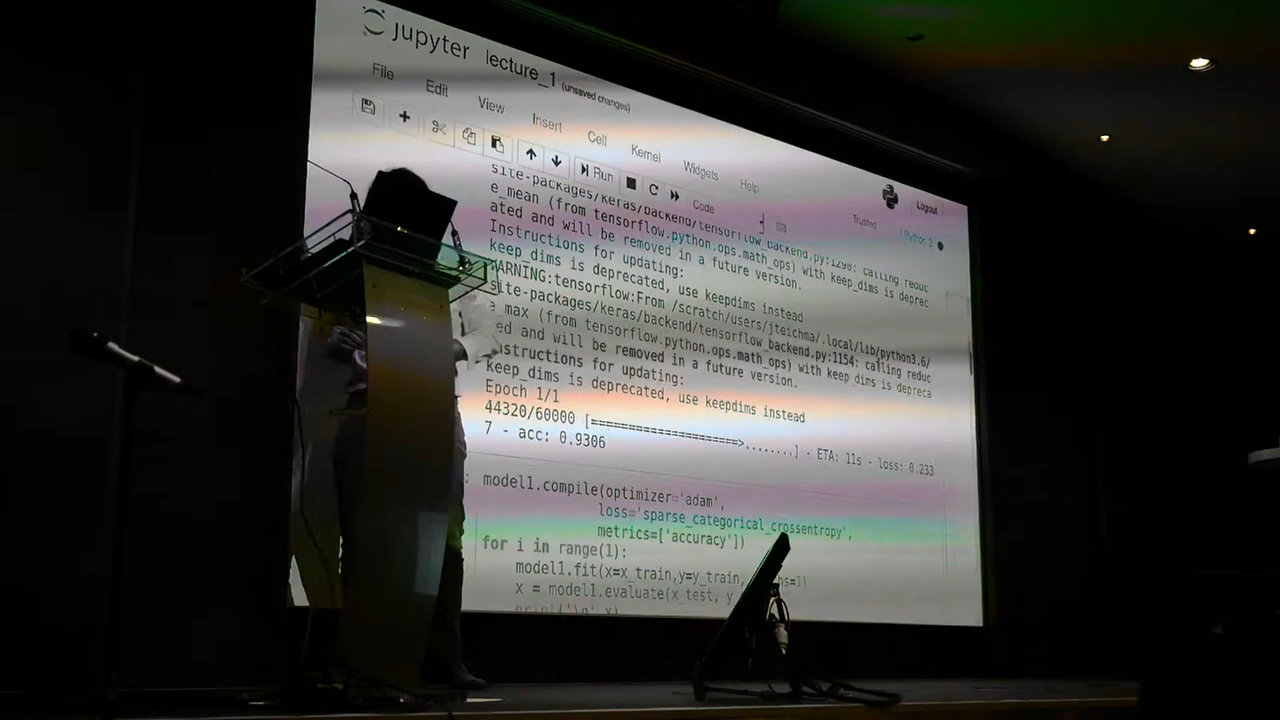 jupyter lecture_1 (unsaved changes)
File Edit View Insert Cell Kernel Widgets Help
Trusted Python 3
Logout
Run Code
site-packages/keras/backend/tensorflow_backend.py:1290: calling reduc
e_mean (from tensorflow.python.ops.math_ops) with keep_dims is deprec
ated and will be removed in a future version.
Instructions for updating:
keep_dims is deprecated, use keepdims instead
WARNING:tensorflow:From /scratch/users/jteichma/.local/lib/python3.6/
site-packages/keras/backend/tensorflow_backend.py:1154: calling reduc
e_max (from tensorflow.python.ops.math_ops) with keep_dims is depreca
ed and will be removed in a future version.
nstructions for updating:
keep_dims is deprecated, use keepdims instead
Epoch 1/1
44320/60000 [=====================>........] - ETA: 11s - loss: 0.233
7 - acc: 0.9306
: model1.compile(optimizer='adam',
loss='sparse_categorical_crossentropy',
metrics=['accuracy'])
for i in range(1):
model1.fit(x=x_train,y=y_train, hs=1)
x = model1.evaluate(x_test, y
print('\n',x)